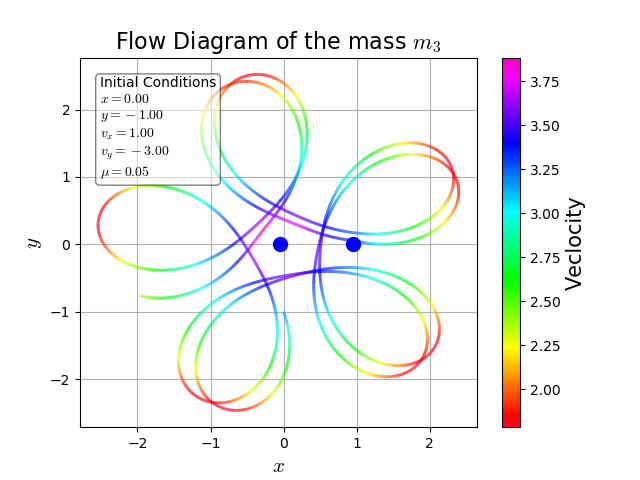 Flow Diagram of the mass m₃
Initial Conditions
x = 0.00
y = −1.00
vₓ = 1.00
v_y = −3.00
μ = 0.05
2
1
0
−1
−2
y
−2
−1
0
1
2
x
3.75
3.50
3.25
3.00
2.75
2.50
2.25
2.00
Veclocity